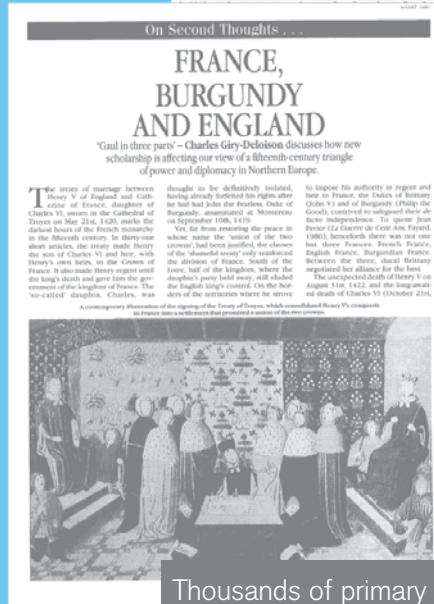 On Second Thoughts . . .
FRANCE,
BURGUNDY
AND ENGLAND
'Gaul in three parts' – Charles Giry-Deloison discusses how new
scholarship is affecting our view of a fifteenth-century triangle
of power and diplomacy in Northern Europe.
The treaty of marriage between
Henry V of England and Cath-
erine of France, daughter of
Charles VI, sworn in the Cathedral of
Troyes on May 21st, 1420, marks the
darkest hours of the French monarchy
in the fifteenth century. In thirty-one
short articles, the treaty made Henry
the son of Charles VI and heir, with
Henry's own heirs, to the Crown of
France. It also made Henry regent until
the king's death and gave him the gov-
ernment of the kingdom of France. The
'so-called' dauphin, Charles, was
thought to be definitively isolated,
having already forfeited his rights after
he had had John the Fearless, Duke of
Burgundy, assassinated at Montereau
on September 10th, 1419.
Yet, far from restoring the peace in
whose name the 'union of the two
crowns', had been justified, the clauses
of the 'shameful treaty' only reinforced
the division of France. South of the
Loire, half of the kingdom, where the
dauphin's party held sway, still eluded
the English king's control. On the bor-
ders of the territories where he strove
to impose his authority as regent and
heir to France, the Dukes of Brittany
(John V) and of Burgundy (Philip the
Good), contrived to safeguard their de
facto independence. To quote Jean
Favier (La Guerre de Cent Ans, Fayard,
1980), henceforth there was not one
but three Frances: French France,
English France, Burgundian France.
Between the three, ducal Brittany
negotiated her alliance for the best.
The unexpected death of Henry V on
August 31st, 1422, and the long-await-
ed death of Charles VI (October 21st,
A contemporary illustration of the signing of the Treaty of Troyes, which consolidated Henry V's conquests
in France into a settlement that promised a union of the two crowns.
Thousands of primary